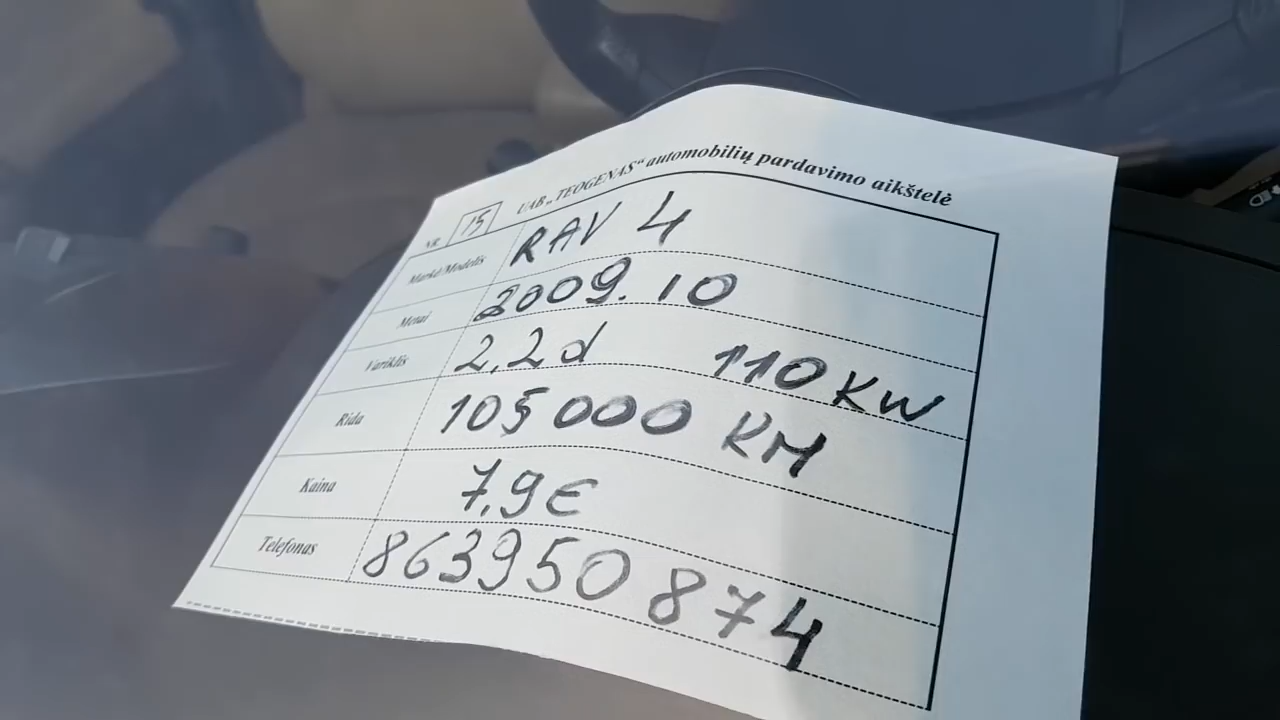 UAB „TEOGENAS“ automobilių pardavimo aikštelė
NR. 15
Markė/Modelis RAV 4
Metai 2009.10
Variklis 2,2d 110 KW
Rida 105 000 KM
Kaina 7,9€
Telefonas 863950874